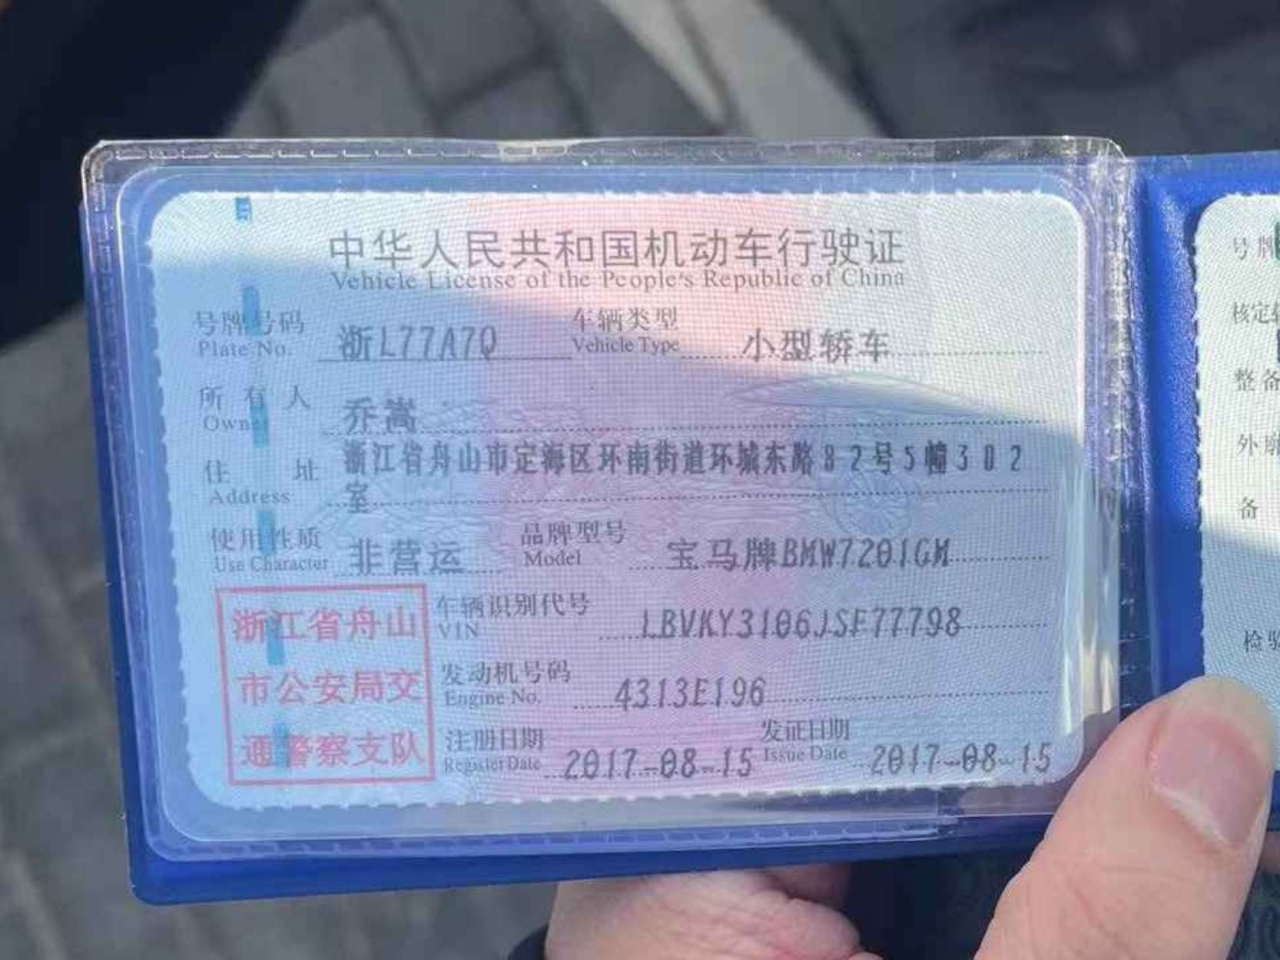 中华人民共和国机动车行驶证
Vehicle License of the People's Republic of China
号牌号码 浙L77A7Q 车辆类型 小型轿车
Plate No. Vehicle Type
所有人 乔嵩
Owner
住址 浙江省舟山市定海区环南街道环城东路82号5幢302
Address 室
使用性质 非营运 品牌型号 宝马牌BMW7201GM
Use Character Model
浙江省舟山
市公安局交
通警察支队
车辆识别代号 LBVKY3106JSF77798
VIN
发动机号码 4313E196
Engine No.
注册日期 2017-08-15 发证日期 2017-08-15
Register Date Issue Date
号牌
核定
整备
外廓
备
检验